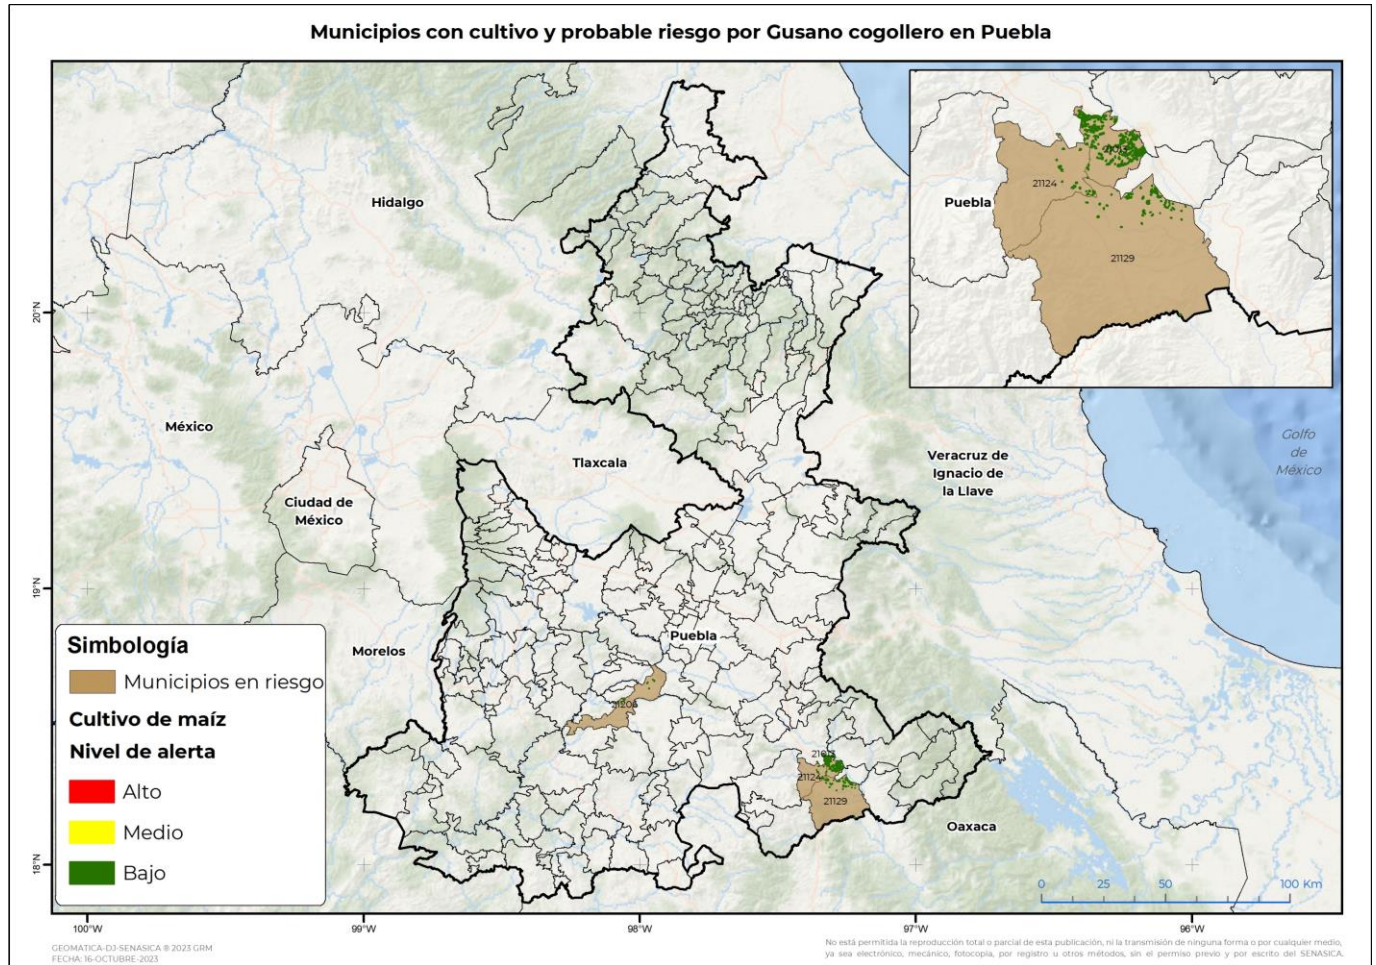 Municipios con cultivo y probable riesgo por Gusano cogollero en Puebla
Hidalgo
México
Ciudad de
México
Tlaxcala
Morelos
Puebla
Veracruz de
Ignacio de
la Llave
Golfo
de
México
Oaxaca
21124
21129
Puebla
21124
21129
20°N
19°N
18°N
100°W
99°W
98°W
97°W
96°W
0 25 50 100 Km
Simbología
Municipios en riesgo
Cultivo de maíz
Nivel de alerta
Alto
Medio
Bajo
GEOMATICA-DJ-SENASICA ® 2023 GRM
FECHA: 16-OCTUBRE-2023
No está permitida la reproducción total o parcial de esta publicación, ni la transmisión de ninguna forma o por cualquier medio,
ya sea electrónico, mecánico, fotocopia, por registro u otros métodos, sin el permiso previo y por escrito del SENASICA.